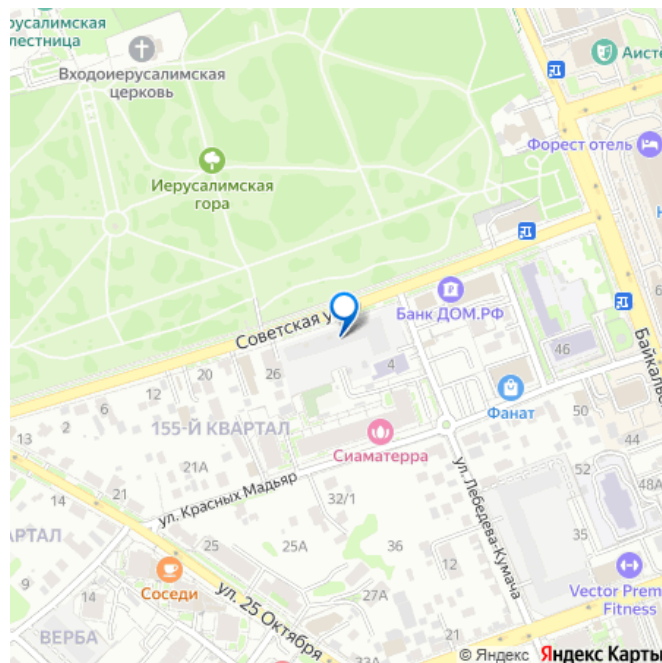 русалимская
лестница
Входоиерусалимская
церковь
Аисте
Форест отель
Иерусалимская
гора
Советская у
Банк ДОМ.РФ
Байкальс
4
46
26
20
12
6
2
13
Фанат
50
44
155-Й КВАРТАЛ
Сиаматерра
21А
ул. Красных Мадьяр
32/1
ул. Лебедева-Кумача
52
48А
14
21
АРТАЛ
25
25А
36
35
12
9
14
Соседи
ул. 25 Октября
27А
Vector Prem
Fitness
ВЕРБА
© Яндекс Яндекс Карты